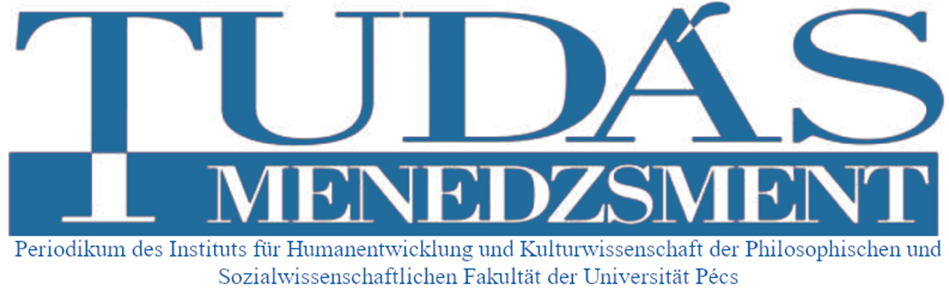 TUDÁS
MENEDZSMENT
Periodikum des Instituts für Humanentwicklung und Kulturwissenschaft der Philosophischen und
Sozialwissenschaftlichen Fakultät der Universität Pécs